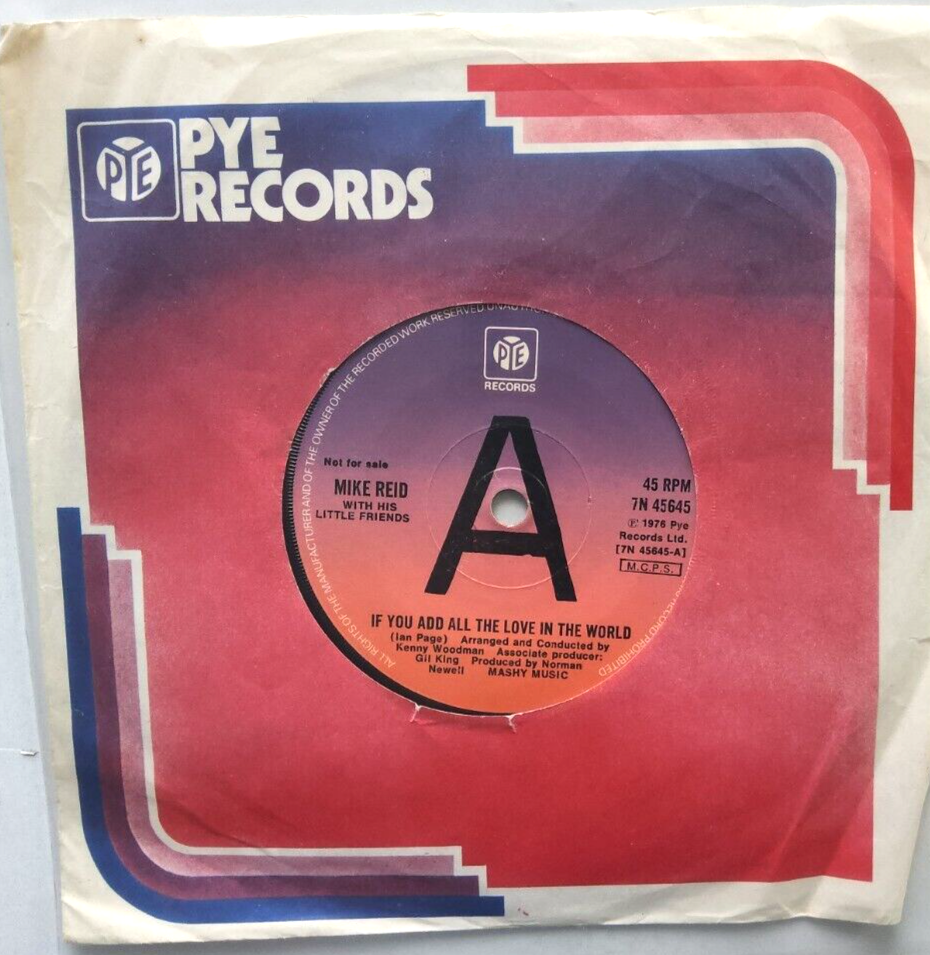 PYE
PYE
RECORDS
ALL RIGHTS OF THE MANUFACTURER AND OF THE OWNER OF THE RECORDED WORK RESERVED
RECORD PROHIBITED
PYE
RECORDS
A
Not for sale
MIKE REID
WITH HIS
LITTLE FRIENDS
45 RPM
7N 45645
Ⓟ 1976 Pye
Records Ltd.
[7N 45645-A]
M.C.P.S.
IF YOU ADD ALL THE LOVE IN THE WORLD
(Ian Page) Arranged and Conducted by
Kenny Woodman Associate producer:
Gil King Produced by Norman
Newell MASHY MUSIC